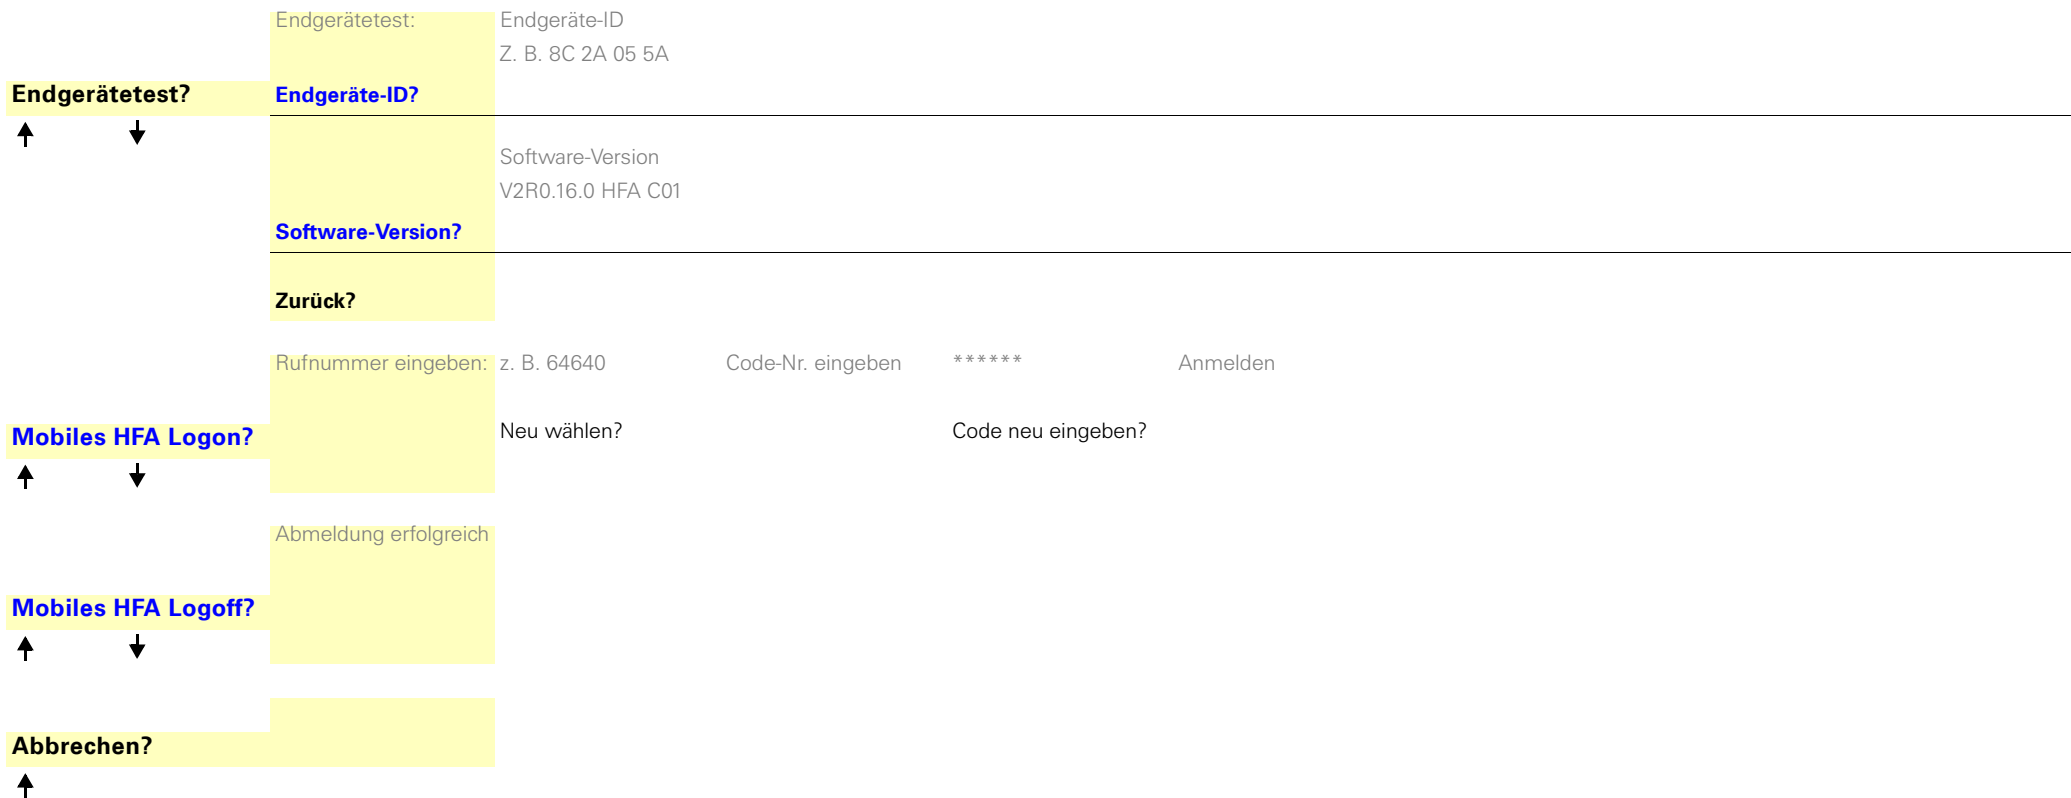 Endgerätetest: Endgeräte-ID
Z. B. 8C 2A 05 5A
Endgerätetest? Endgeräte-ID?
Software-Version
V2R0.16.0 HFA C01
Software-Version?
Zurück?
Rufnummer eingeben: z. B. 64640 Code-Nr. eingeben ****** Anmelden
Neu wählen? Code neu eingeben?
Mobiles HFA Logon?
Abmeldung erfolgreich
Mobiles HFA Logoff?
Abbrechen?